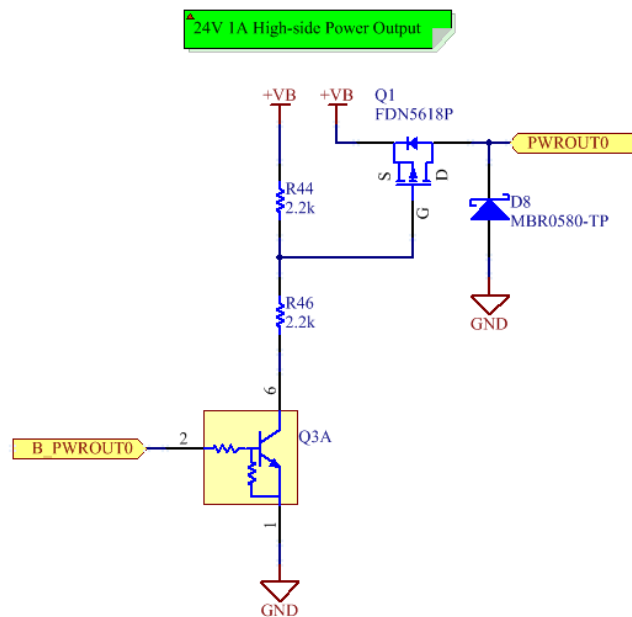 24V 1A High-side Power Output
+VB
+VB
Q1
FDN5618P
PWROUT0
S
D
G
R44
2.2k
D8
MBR0580-TP
GND
R46
2.2k
6
Q3A
B_PWROUT0
2
1
GND